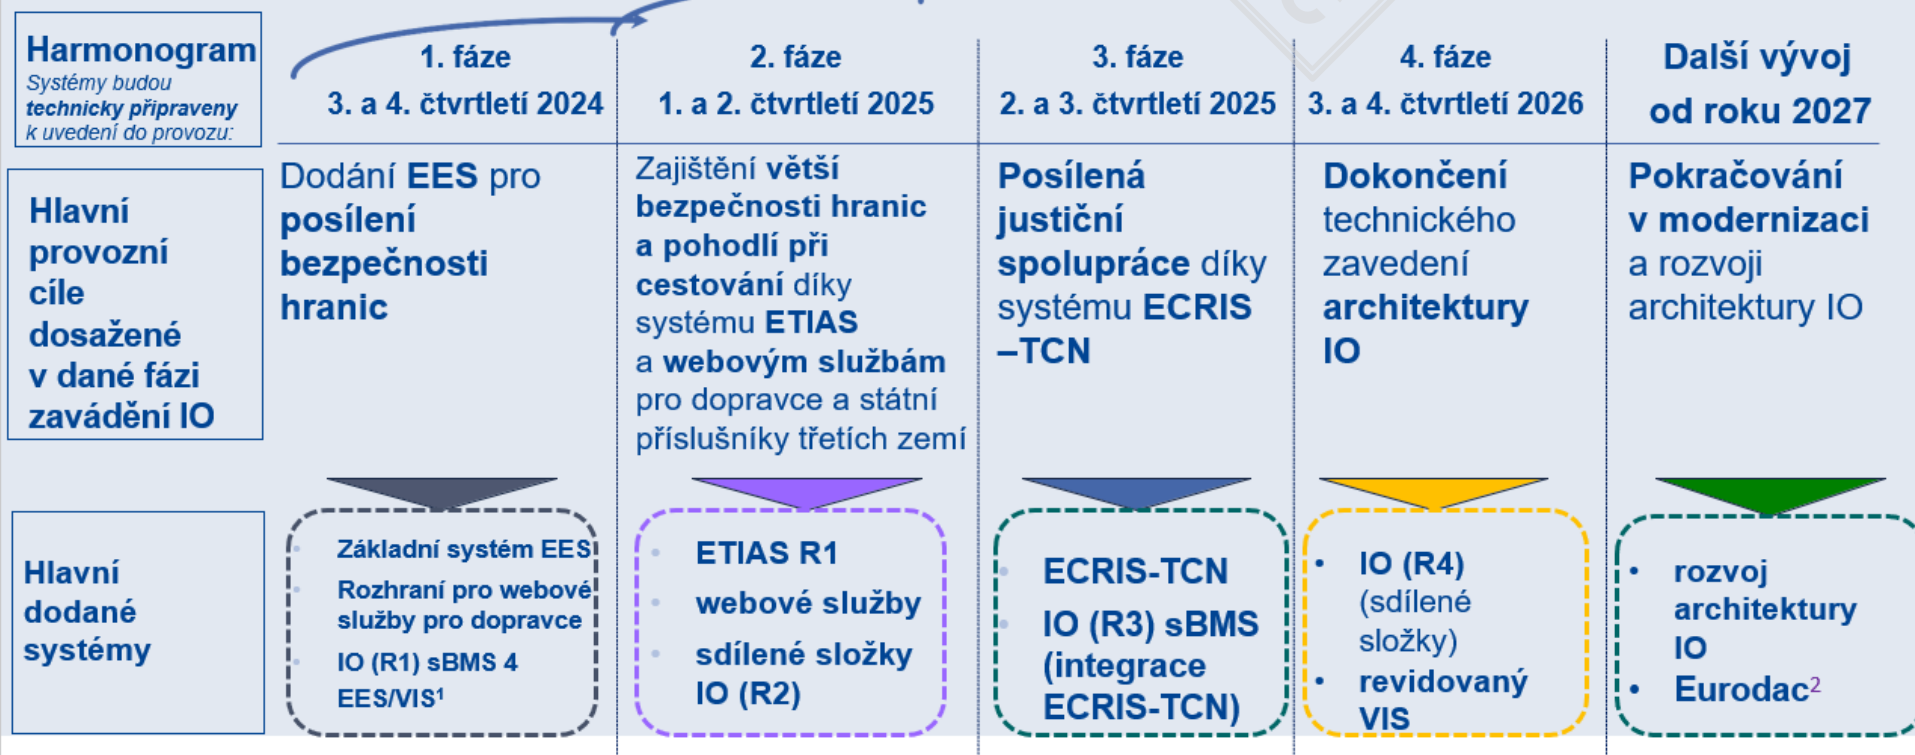 Harmonogram
Systémy budou
technicky připraveny
k uvedení do provozu:
1. fáze
3. a 4. čtvrtletí 2024
2. fáze
1. a 2. čtvrtletí 2025
3. fáze
2. a 3. čtvrtletí 2025
4. fáze
3. a 4. čtvrtletí 2026
Další vývoj
od roku 2027
Hlavní
provozní
cíle
dosažené
v dané fázi
zavádění IO
Dodání EES pro
posílení
bezpečnosti
hranic
Zajištění větší
bezpečnosti hranic
a pohodlí při
cestování díky
systému ETIAS
a webovým službám
pro dopravce a státní
příslušníky třetích zemí
Posílená
justiční
spolupráce díky
systému ECRIS
–TCN
Dokončení
technického
zavedení
architektury
IO
Pokračování
v modernizaci
a rozvoji
architektury IO
Hlavní
dodané
systémy
• Základní systém EES
• Rozhraní pro webové
služby pro dopravce
• IO (R1) sBMS 4
EES/VIS¹
• ETIAS R1
• webové služby
• sdílené složky
IO (R2)
• ECRIS-TCN
• IO (R3) sBMS
(integrace
ECRIS-TCN)
• IO (R4)
(sdílené
složky)
• revidovaný
VIS
• rozvoj
architektury
IO
• Eurodac²